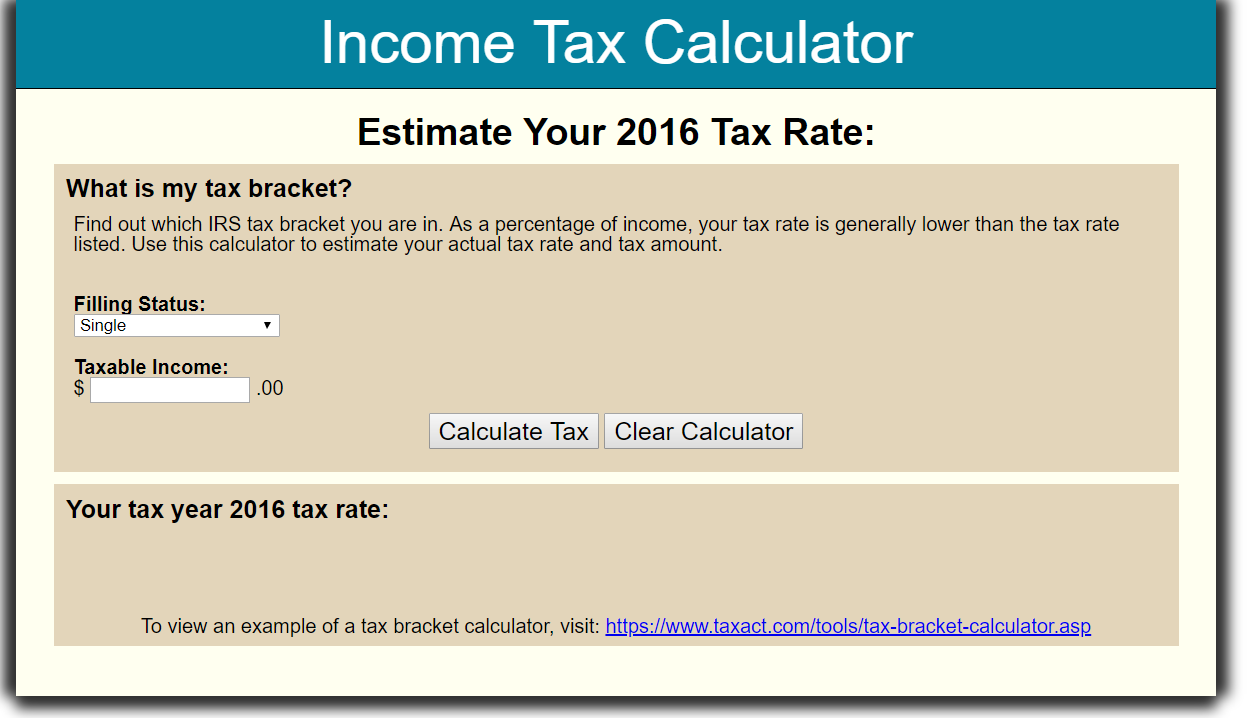 Income Tax Calculator
Estimate Your 2016 Tax Rate:
What is my tax bracket?
Find out which IRS tax bracket you are in. As a percentage of income, your tax rate is generally lower than the tax rate
listed. Use this calculator to estimate your actual tax rate and tax amount.
Filling Status:
Single
Taxable Income:
$ .00
Calculate Tax Clear Calculator
Your tax year 2016 tax rate:
To view an example of a tax bracket calculator, visit: https://www.taxact.com/tools/tax-bracket-calculator.asp